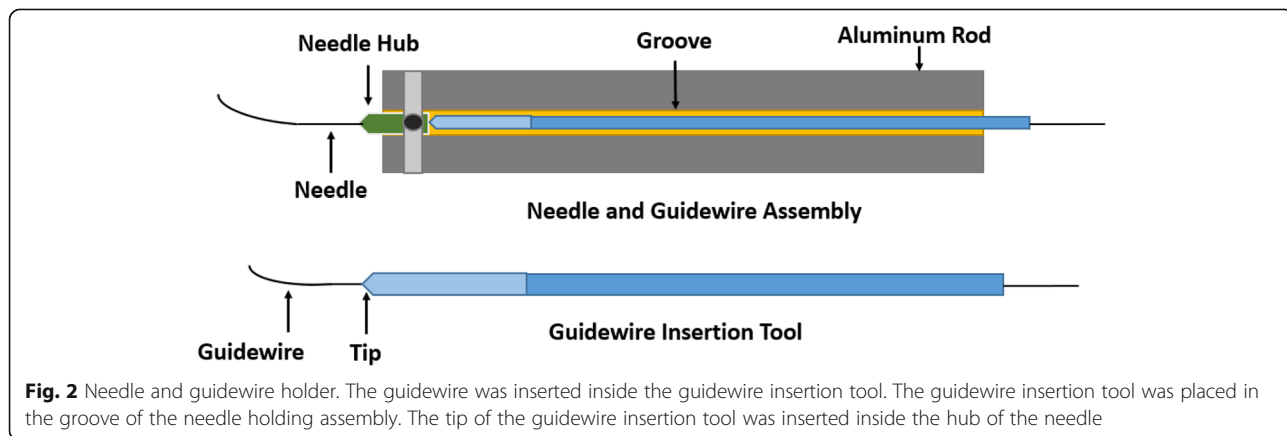 Needle Hub
Groove
Aluminum Rod
Needle
Needle and Guidewire Assembly
Guidewire
Tip
Guidewire Insertion Tool
Fig. 2 Needle and guidewire holder. The guidewire was inserted inside the guidewire insertion tool. The guidewire insertion tool was placed in
the groove of the needle holding assembly. The tip of the guidewire insertion tool was inserted inside the hub of the needle